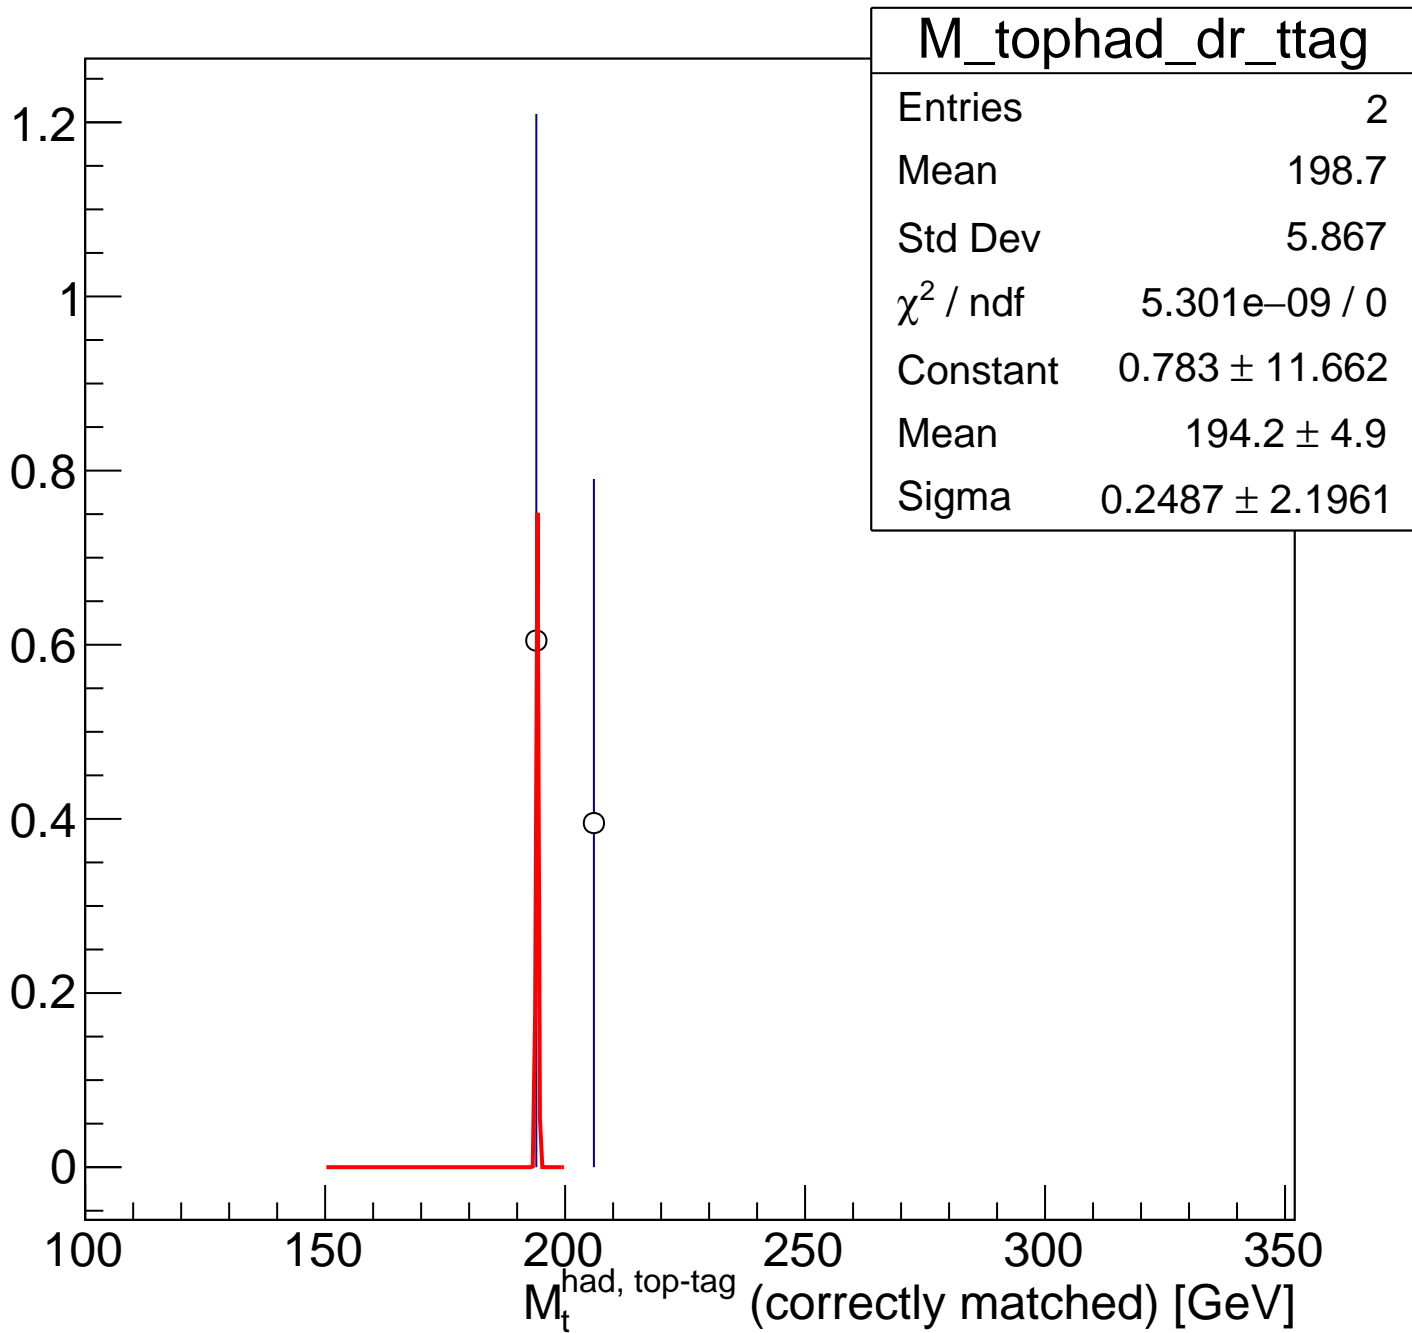 M_tophad_dr_ttag
Entries 2
Mean 198.7
Std Dev 5.867
χ² / ndf 5.301e−09 / 0
Constant 0.783 ± 11.662
Mean 194.2 ± 4.9
Sigma 0.2487 ± 2.1961
1.2
1
0.8
0.6
0.4
0.2
0
100 150 200 250 300 350
M_t^{had, top-tag} (correctly matched) [GeV]